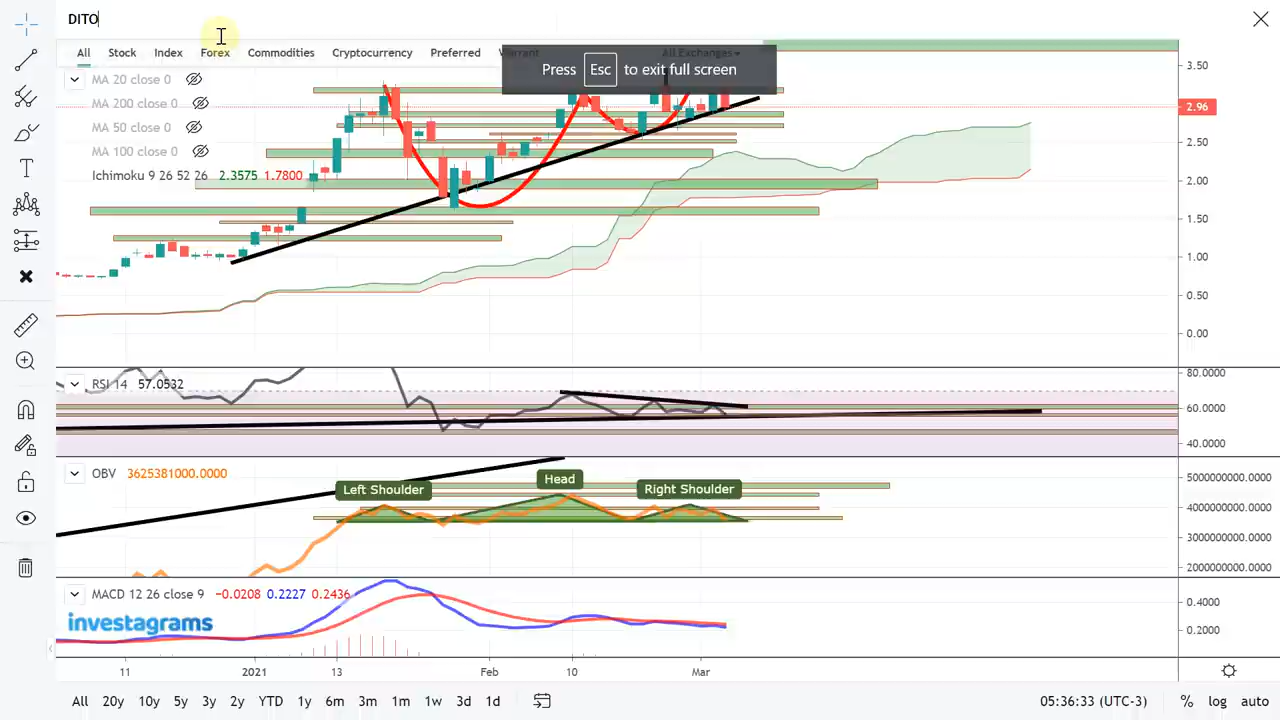 DITO
All Stock Index Forex Commodities Cryptocurrency Preferred Warrant All Exchanges
Press Esc to exit full screen
MA 20 close 0
MA 200 close 0
MA 50 close 0
MA 100 close 0
Ichimoku 9 26 52 26 2.3575 1.7800
3.50
2.96
2.50
2.00
1.50
1.00
0.50
0.00
RSI 14 57.0532
80.0000
60.0000
40.0000
OBV 3625381000.0000
Left Shoulder
Head
Right Shoulder
5000000000.0000
4000000000.0000
3000000000.0000
2000000000.0000
MACD 12 26 close 9 −0.0208 0.2227 0.2436
investagrams
0.4000
0.2000
11 2021 13 Feb 10 Mar
All 20y 10y 5y 3y 2y YTD 1y 6m 3m 1m 1w 3d 1d 05:36:33 (UTC-3) % log auto